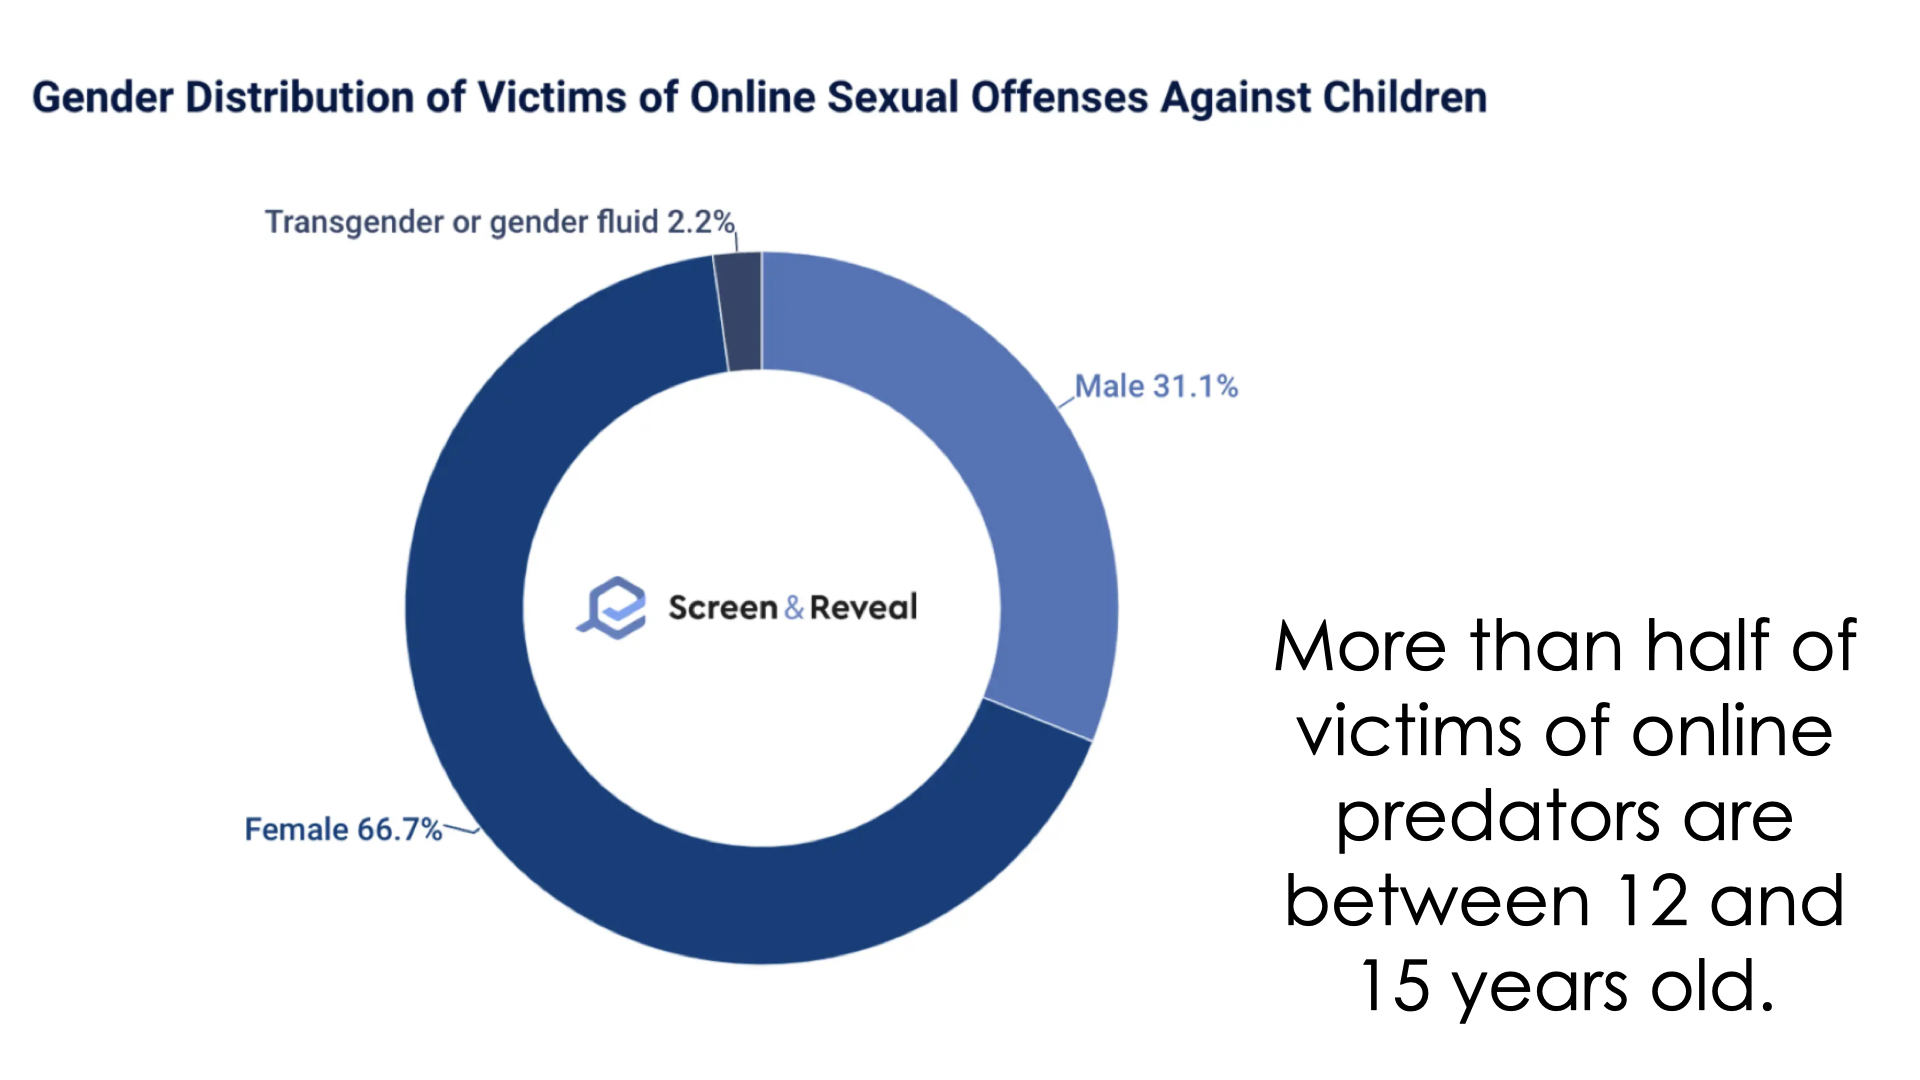 Gender Distribution of Victims of Online Sexual Offenses Against Children
Transgender or gender fluid 2.2%
Male 31.1%
Screen & Reveal
Female 66.7%
More than half of
victims of online
predators are
between 12 and
15 years old.